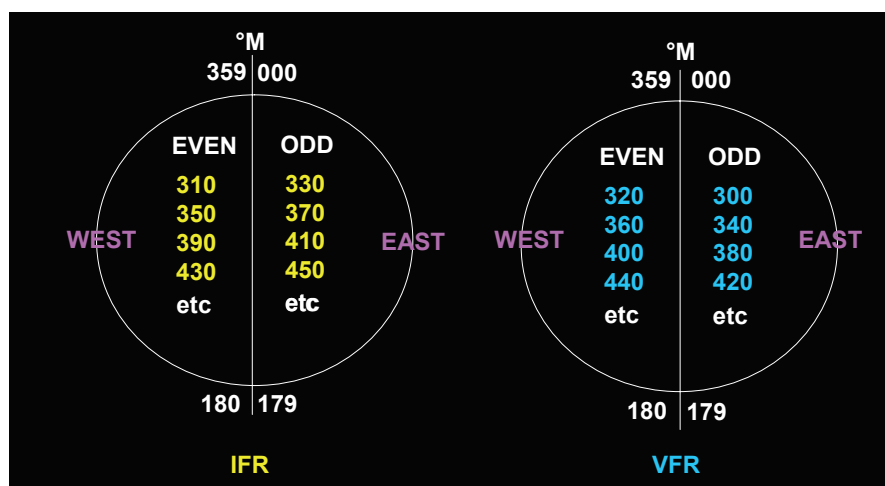 °M
359 000
EVEN ODD
310 330
350 370
WEST 390 410 EAST
430 450
etc etc
180 179
IFR
°M
359 000
EVEN ODD
320 300
360 340
WEST 400 380 EAST
440 420
etc etc
180 179
VFR